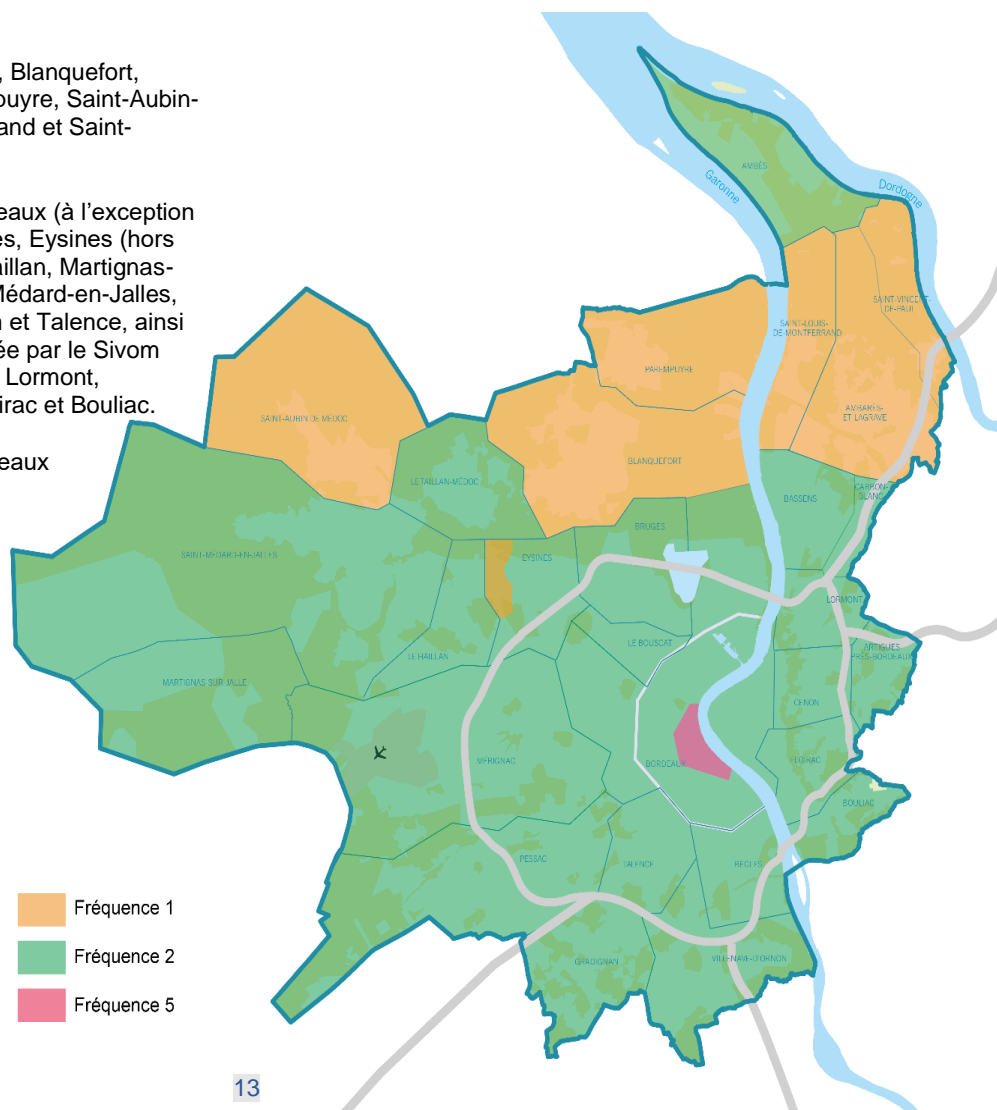 , Blanquefort,
ouyre, Saint-Aubin-
and et Saint-
eaux (à l’exception
es, Eysines (hors
aillan, Martignas-
Médard-en-Jalles,
n et Talence, ainsi
ée par le Sivom
Lormont,
irac et Bouliac.
eaux
AMBÈS
Garonne
Dordogne
SAINT-VINCENT-
DE-PAUL
SAINT-LOUIS-
DE-MONTFERRAND
PAREMPUYRE
AMBARÈS-
ET-LAGRAVE
SAINT-AUBIN DE MÉDOC
BLANQUEFORT
LE TAILLAN-MÉDOC
CARBON-
BLANC
BASSENS
BRUGES
SAINT-MÉDARD-EN-JALLES
EYSINES
LORMONT
LE BOUSCAT
ARTIGUES
PRÈS-BORDEAUX
LE HAILLAN
MARTIGNAS SUR JALLE
CENON
MÉRIGNAC
BORDEAUX
FLOIRAC
BOULIAC
PESSAC
TALENCE
BÈGLES
GRADIGNAN
VILLENAVE-D'ORNON
Fréquence 1
Fréquence 2
Fréquence 5
13